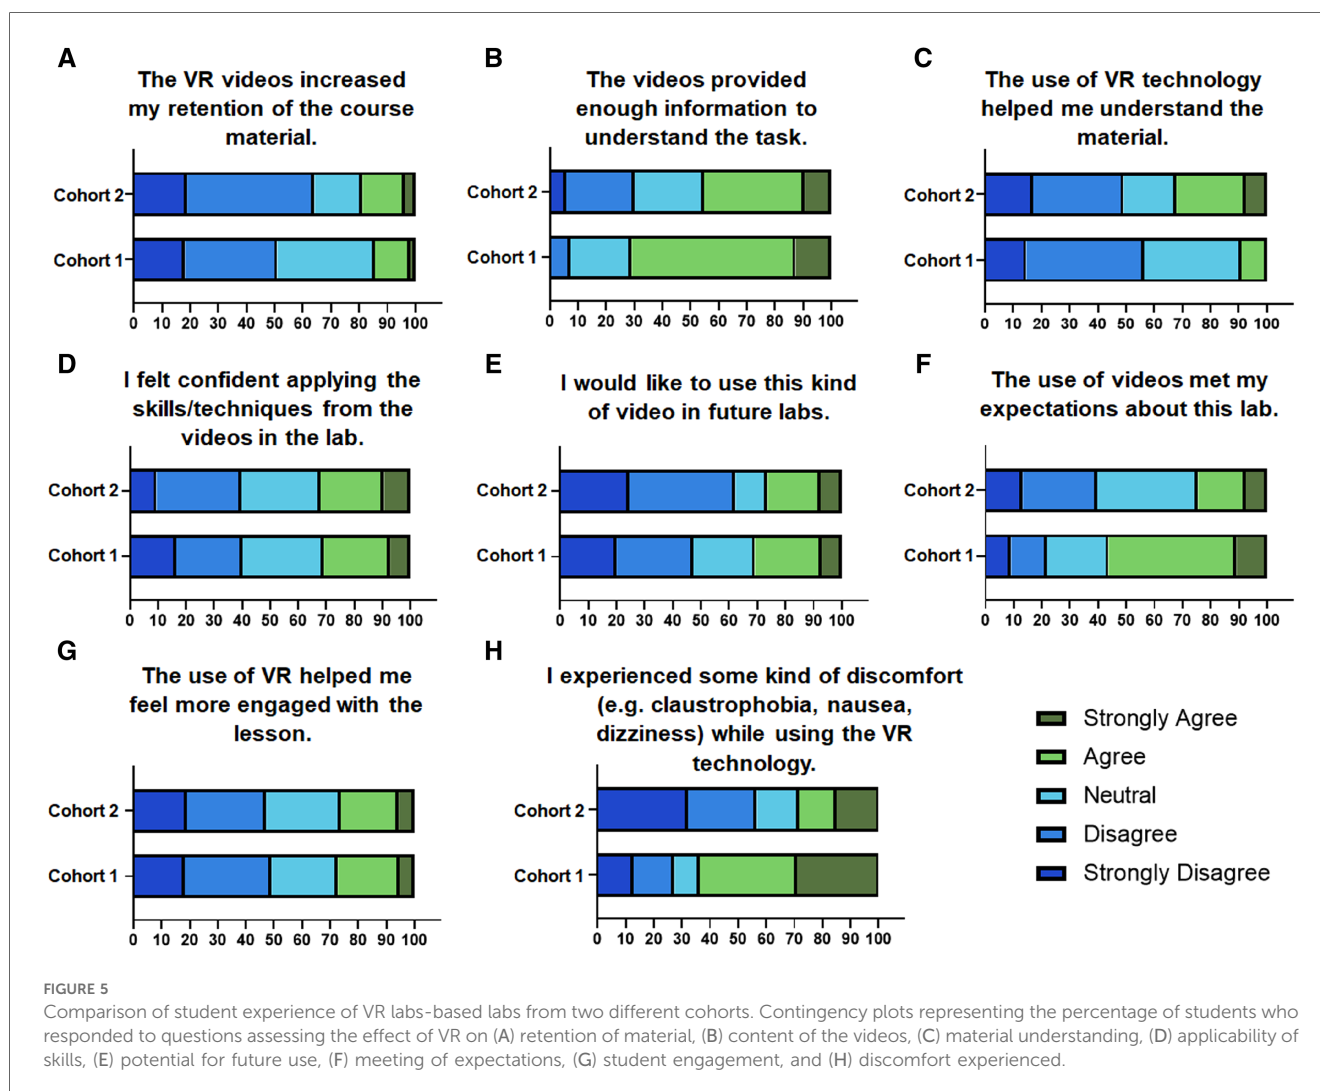 A
The VR videos increased
my retention of the course
material.
Cohort 2
Cohort 1
0 10 20 30 40 50 60 70 80 90 100
B
The videos provided
enough information to
understand the task.
Cohort 2
Cohort 1
0 10 20 30 40 50 60 70 80 90 100
C
The use of VR technology
helped me understand the
material.
Cohort 2
Cohort 1
0 10 20 30 40 50 60 70 80 90 100
D
I felt confident applying the
skills/techniques from the
videos in the lab.
Cohort 2
Cohort 1
0 10 20 30 40 50 60 70 80 90 100
E
I would like to use this kind
of video in future labs.
Cohort 2
Cohort 1
0 10 20 30 40 50 60 70 80 90 100
F
The use of videos met my
expectations about this lab.
Cohort 2
Cohort 1
0 10 20 30 40 50 60 70 80 90 100
G
The use of VR helped me
feel more engaged with the
lesson.
Cohort 2
Cohort 1
0 10 20 30 40 50 60 70 80 90 100
H
I experienced some kind of discomfort
(e.g. claustrophobia, nausea,
dizziness) while using the VR
technology.
Cohort 2
Cohort 1
0 10 20 30 40 50 60 70 80 90 100
Strongly Agree
Agree
Neutral
Disagree
Strongly Disagree
FIGURE 5
Comparison of student experience of VR labs-based labs from two different cohorts. Contingency plots representing the percentage of students who
responded to questions assessing the effect of VR on (A) retention of material, (B) content of the videos, (C) material understanding, (D) applicability of
skills, (E) potential for future use, (F) meeting of expectations, (G) student engagement, and (H) discomfort experienced.